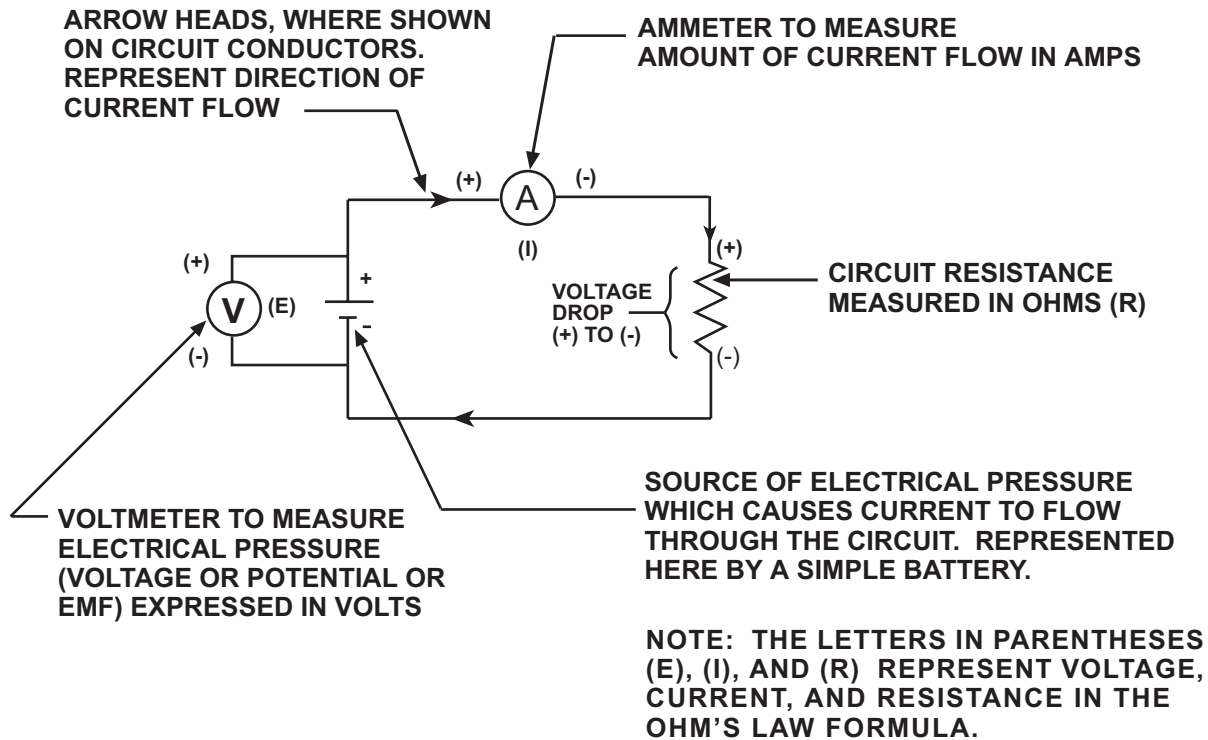 ARROW HEADS, WHERE SHOWN
ON CIRCUIT CONDUCTORS.
REPRESENT DIRECTION OF
CURRENT FLOW
AMMETER TO MEASURE
AMOUNT OF CURRENT FLOW IN AMPS
(+)
A
(-)
(I)
(+)
V
(E)
(-)
+
-
VOLTAGE
DROP
(+) TO (-)
(+)
(-)
CIRCUIT RESISTANCE
MEASURED IN OHMS (R)
VOLTMETER TO MEASURE
ELECTRICAL PRESSURE
(VOLTAGE OR POTENTIAL OR
EMF) EXPRESSED IN VOLTS
SOURCE OF ELECTRICAL PRESSURE
WHICH CAUSES CURRENT TO FLOW
THROUGH THE CIRCUIT. REPRESENTED
HERE BY A SIMPLE BATTERY.
NOTE: THE LETTERS IN PARENTHESES
(E), (I), AND (R) REPRESENT VOLTAGE,
CURRENT, AND RESISTANCE IN THE
OHM'S LAW FORMULA.